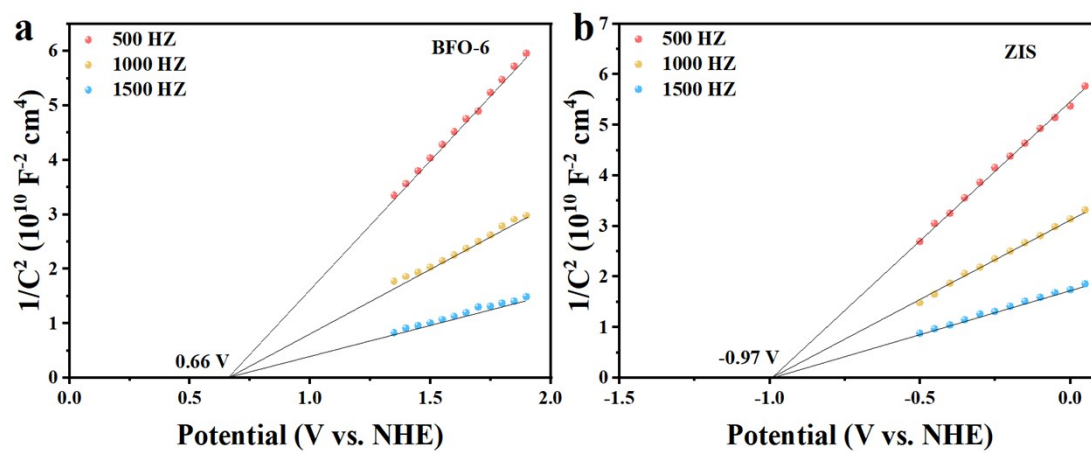 a
500 HZ
1000 HZ
1500 HZ
BFO-6
0.66 V
1/C² (10¹⁰ F⁻² cm⁴)
6
5
4
3
2
1
0
0.0 0.5 1.0 1.5 2.0
Potential (V vs. NHE)
b
500 HZ
1000 HZ
1500 HZ
ZIS
-0.97 V
1/C² (10¹⁰ F⁻² cm⁴)
7
6
5
4
3
2
1
0
-1.5 -1.0 -0.5 0.0
Potential (V vs. NHE)